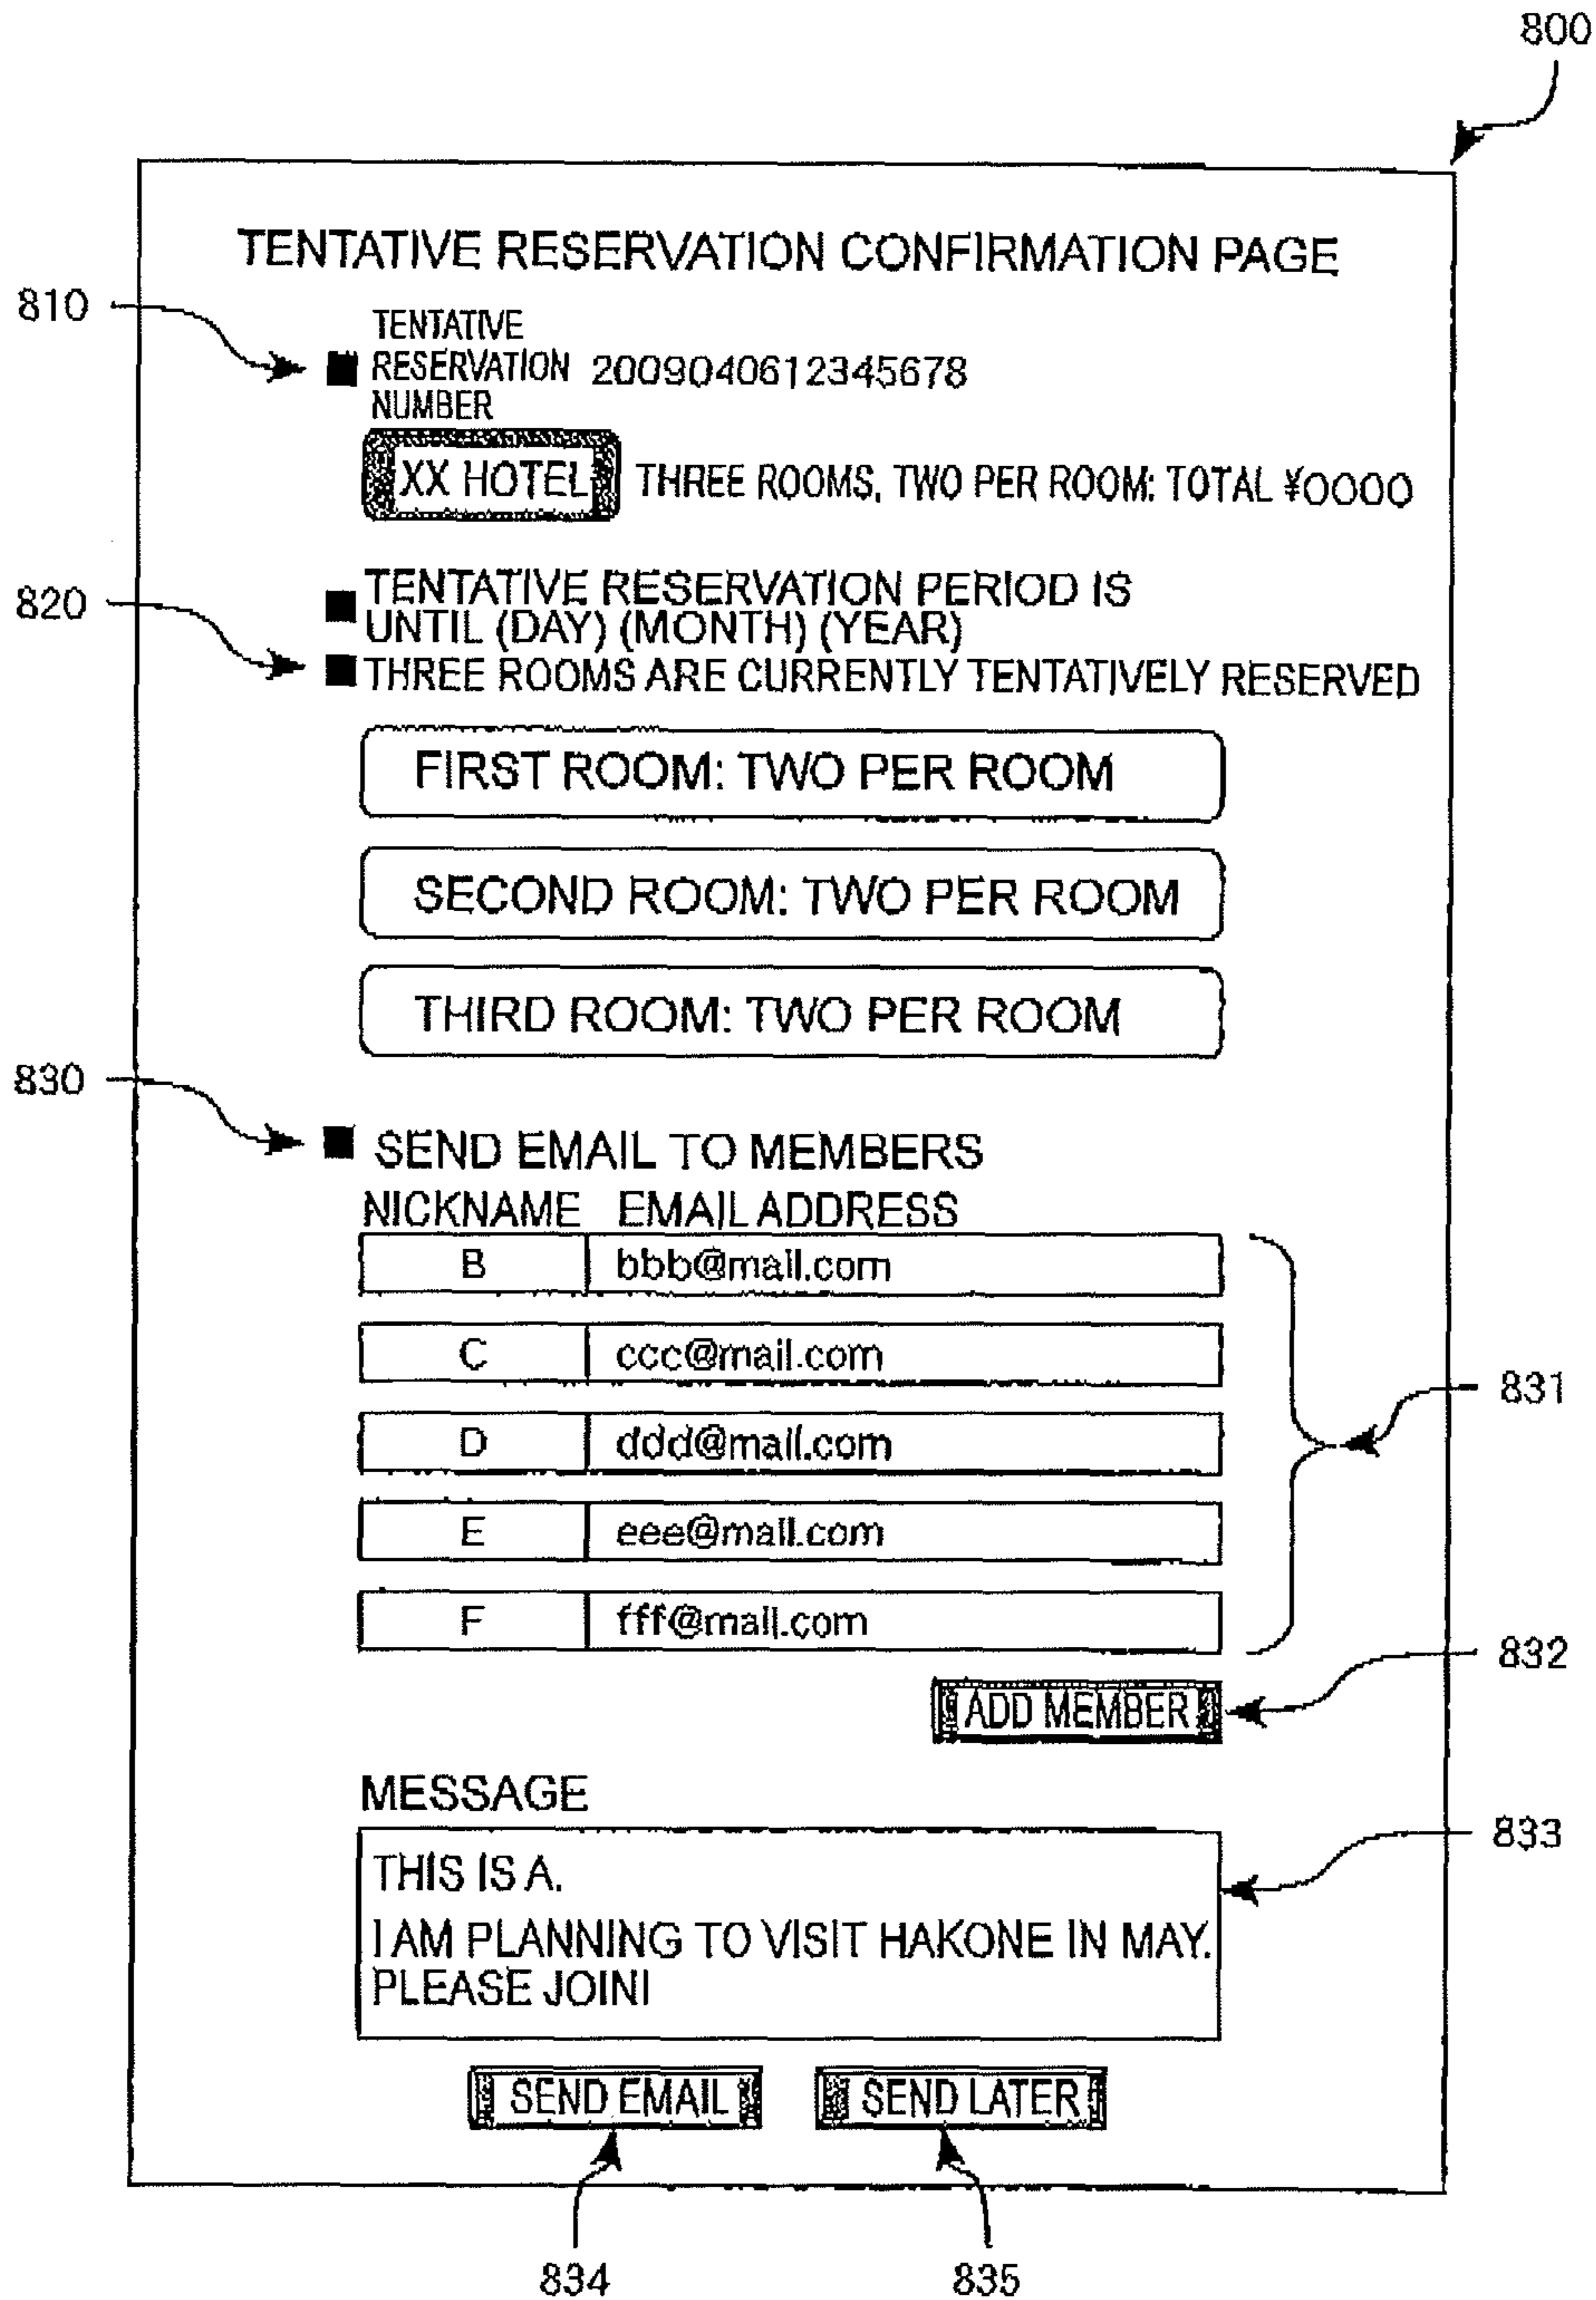 800
TENTATIVE RESERVATION CONFIRMATION PAGE
810
TENTATIVE
RESERVATION 2009040612345678
NUMBER
XX HOTEL THREE ROOMS, TWO PER ROOM: TOTAL ¥0000
820
TENTATIVE RESERVATION PERIOD IS
UNTIL (DAY) (MONTH) (YEAR)
THREE ROOMS ARE CURRENTLY TENTATIVELY RESERVED
FIRST ROOM: TWO PER ROOM
SECOND ROOM: TWO PER ROOM
THIRD ROOM: TWO PER ROOM
830
SEND EMAIL TO MEMBERS
NICKNAME EMAIL ADDRESS
B bbb@mail.com
C ccc@mail.com
831
D ddd@mail.com
E eee@mail.com
F fff@mail.com
832
ADD MEMBER
MESSAGE
833
THIS IS A.
I AM PLANNING TO VISIT HAKONE IN MAY.
PLEASE JOIN!
SEND EMAIL SEND LATER
834 835